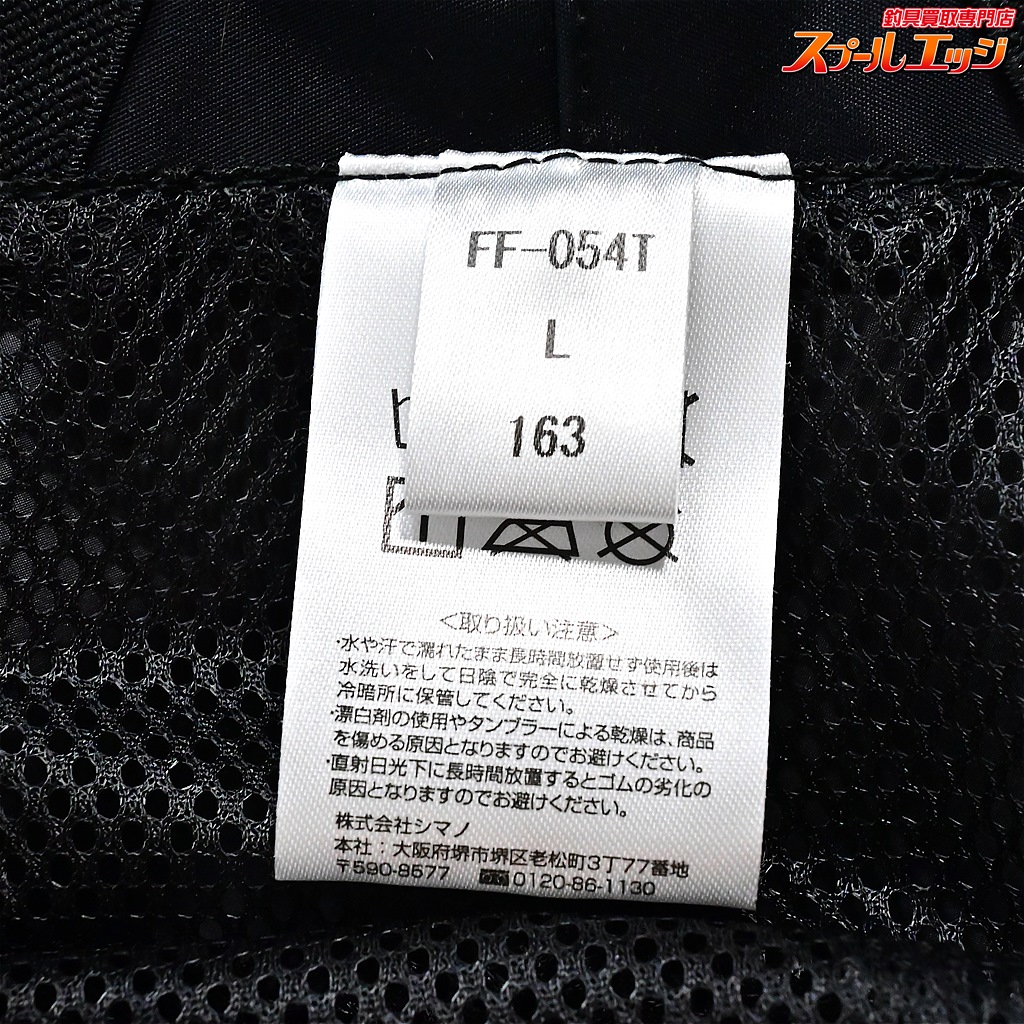 釣具買取専門店
スプールエッジ
FF-054T
L
163
<取り扱い注意>
・水や汗で濡れたまま長時間放置せず使用後は
水洗いをして日陰で完全に乾燥させてから
冷暗所に保管してください。
・漂白剤の使用やタンブラーによる乾燥は、商品
を傷める原因となりますのでお避けください。
・直射日光下に長時間放置するとゴムの劣化の
原因となりますのでお避けください。
株式会社シマノ
本社：大阪府堺市堺区老松町3丁77番地
〒590-8577 0120-86-1130